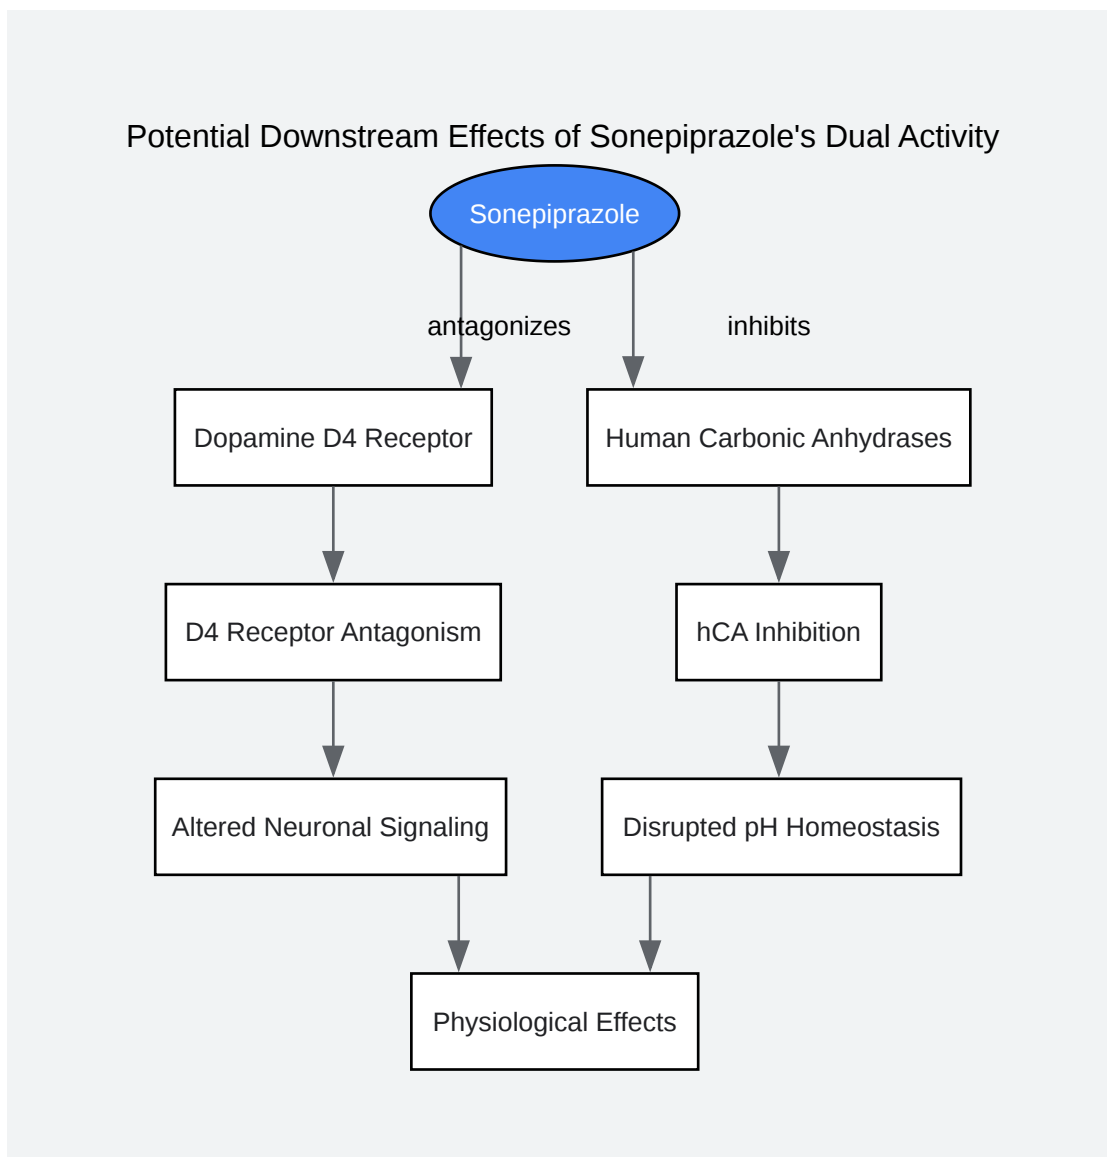 Potential Downstream Effects of Sonepiprazole's Dual Activity
Sonepiprazole
antagonizes
inhibits
Dopamine D4 Receptor
Human Carbonic Anhydrases
D4 Receptor Antagonism
hCA Inhibition
Altered Neuronal Signaling
Disrupted pH Homeostasis
Physiological Effects